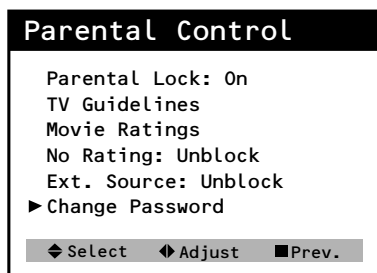 Parental Control
Parental Lock: On
TV Guidelines
Movie Ratings
No Rating: Unblock
Ext. Source: Unblock
►Change Password
Select Adjust Prev.